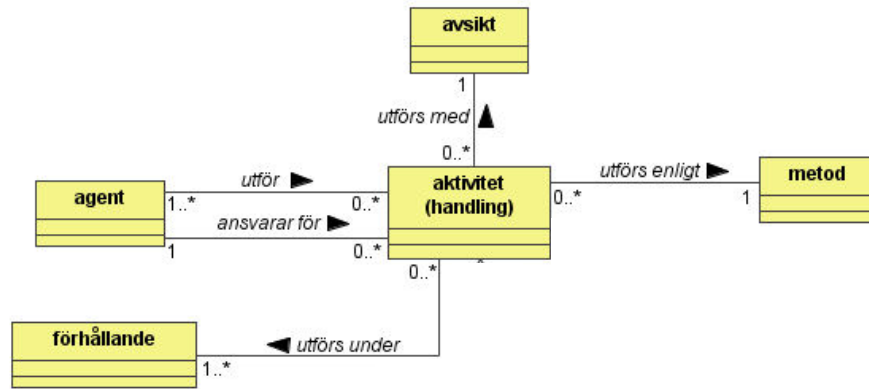 avsikt
1
utförs med
0..*
agent
utför
1..*
0..*
ansvarar för
1
0..*
aktivitet
(handling)
utförs enligt
0..*
1
metod
0..*
*
förhållande
utförs under
1..*